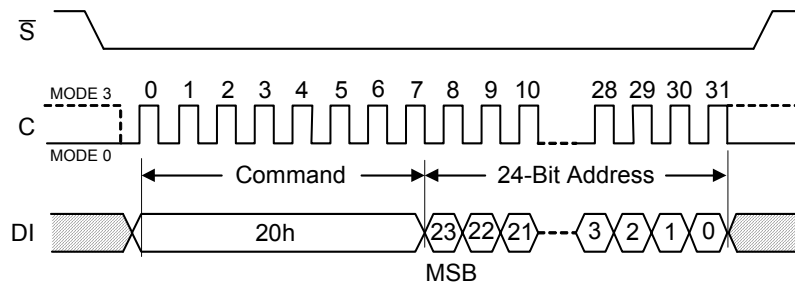 S
MODE 3
0 1 2 3 4 5 6 7 8 9 10 28 29 30 31
C
MODE 0
Command 24-Bit Address
DI 20h 23 22 21 3 2 1 0
MSB